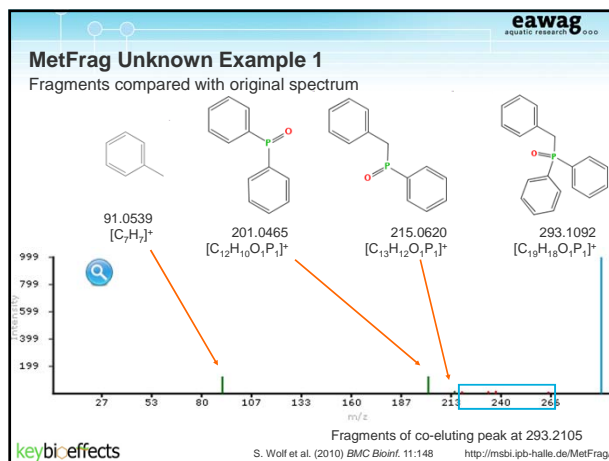 eawag
aquatic research
MetFrag Unknown Example 1
Fragments compared with original spectrum
O
P
P
O
O
P
91.0539
[C₇H₇]⁺
201.0465
[C₁₂H₁₀O₁P₁]⁺
215.0620
[C₁₃H₁₂O₁P₁]⁺
293.1092
[C₁₉H₁₈O₁P₁]⁺
999
799
599
399
199
Intensity
27 53 80 107 133 160 187 213 240 266
m/z
Fragments of co-eluting peak at 293.2105
keybioeffects
S. Wolf et al. (2010) BMC Bioinf. 11:148
http://msbi.ipb-halle.de/MetFrag/